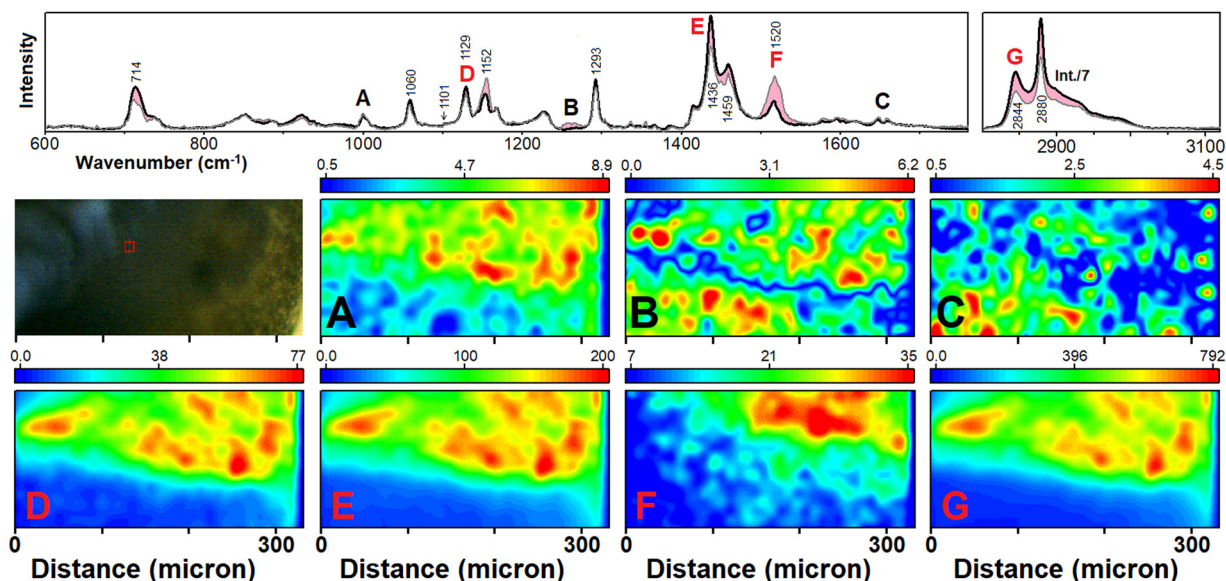 Intensity
714
A
1060
1101
D
1129
1152
B
1293
E
1436
1459
F
1520
C
G
2844
2880
Int./7
600 800 1000 1200 1400 1600 2900 3100
Wavenumber (cm-1)
0.5 4.7 8.9 0.0 3.1 6.2 0.5 2.5 4.5
A B C
0.0 38 77 0.0 100 200 7 21 35 0.0 396 792
D E F G
0 300 0 300 0 300 0 300
Distance (micron) Distance (micron) Distance (micron) Distance (micron)